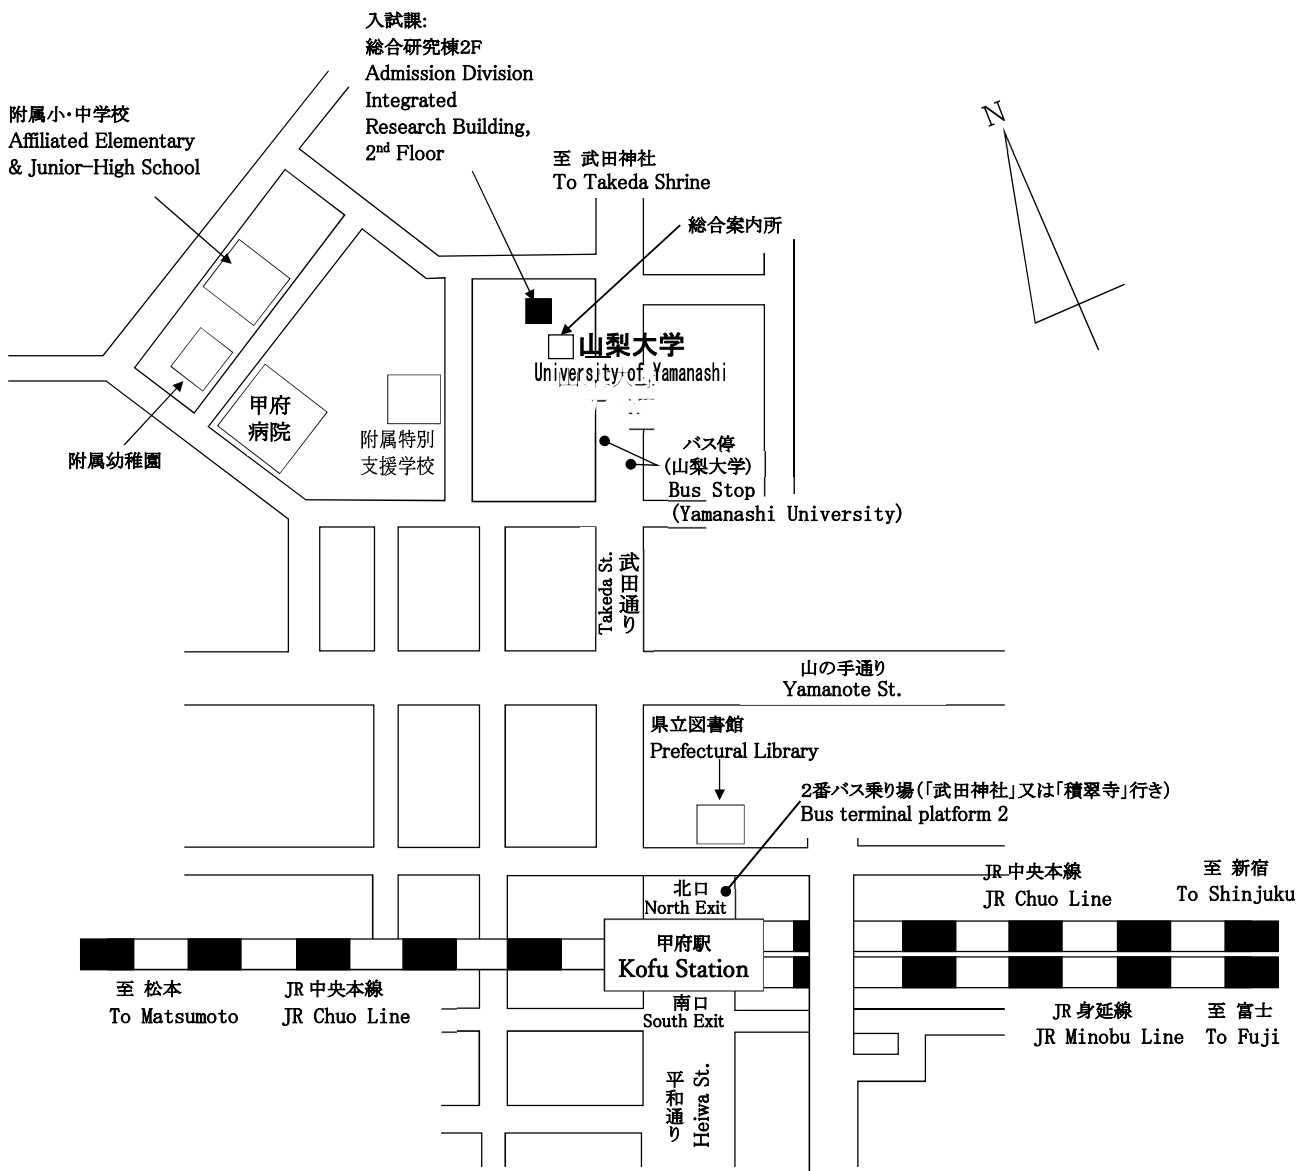 入試課:
総合研究棟2F
Admission Division
Integrated
Research Building,
2nd Floor
附属小・中学校
Affiliated Elementary
& Junior-High School
至 武田神社
To Takeda Shrine
総合案内所
N
山梨大学
University of Yamanashi
甲府
病院
附属特別
支援学校
附属幼稚園
バス停
(山梨大学)
Bus Stop
(Yamanashi University)
武田通り
Takeda St.
山の手通り
Yamanote St.
県立図書館
Prefectural Library
2番バス乗り場(「武田神社」又は「積翠寺」行き)
Bus terminal platform 2
北口
North Exit
JR 中央本線
JR Chuo Line
至 新宿
To Shinjuku
甲府駅
Kofu Station
至 松本
To Matsumoto
JR 中央本線
JR Chuo Line
南口
South Exit
JR 身延線
JR Minobu Line
至 富士
To Fuji
平和通り
Heiwa St.